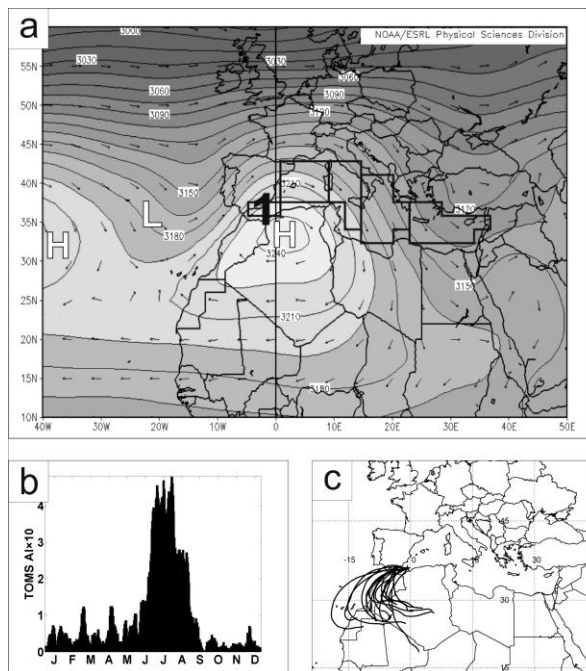 a
NOAA/ESRL Physical Sciences Division
3000
3030
3030
3060
3060
3090
3090
3120
3150
3210
3120
3180
3240
3150
3210
3180
L
H
H
1
55N
50N
45N
40N
35N
30N
25N
20N
15N
10N
40W 30W 20W 10W 0 10E 20E 30E 40E 50E
b
TOMS AI×10
4
3
2
1
0
J F M A M J J A S O N D
c
45
-15 0 30
30
15